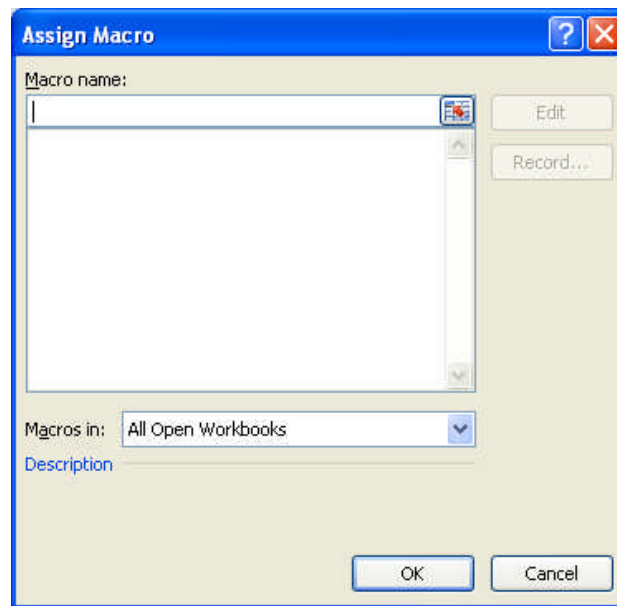 Assign Macro
Macro name:
Edit
Record...
Macros in: All Open Workbooks
Description
OK Cancel